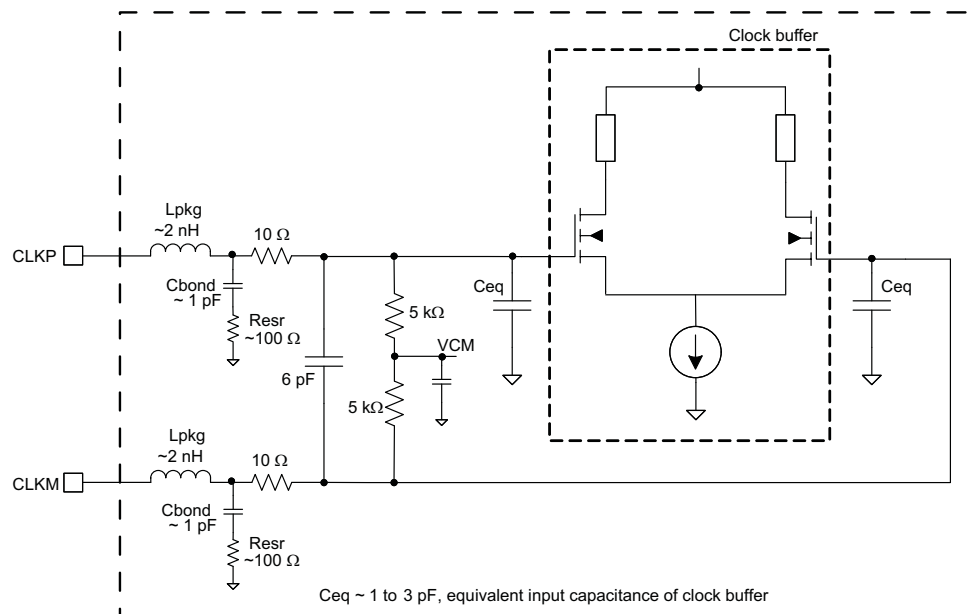 Clock buffer
Lpkg
~2 nH
10 Ω
CLKP
Cbond
~ 1 pF
Resr
~100 Ω
6 pF
5 kΩ
VCM
5 kΩ
Ceq
Ceq
Lpkg
~2 nH
10 Ω
CLKM
Cbond
~ 1 pF
Resr
~100 Ω
Ceq ~ 1 to 3 pF, equivalent input capacitance of clock buffer